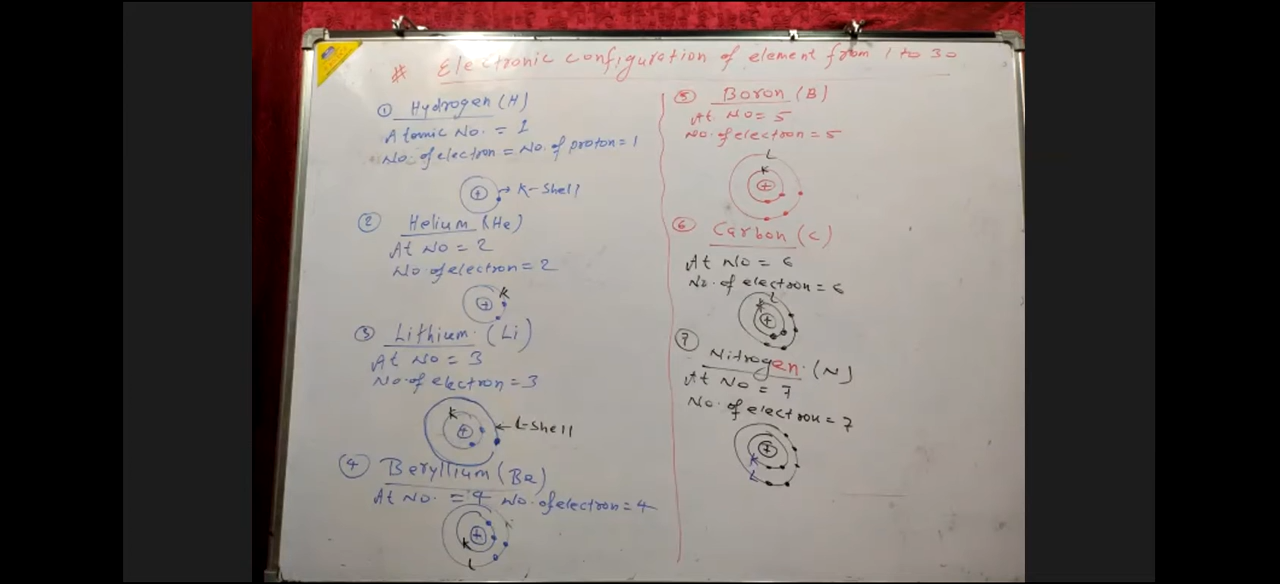 # Electronic configuration of element from 1 to 30
① Hydrogen (H)
Atomic No. = 1
No. of electron = No. of proton = 1
+ → K-Shell
② Helium (He)
At No = 2
No of electron = 2
K
+
③ Lithium. (Li)
At No = 3
No. of electron = 3
K
+ ← L-Shell
④ Beryllium (Be)
At No. = 4 No. of electron = 4
+
K
L
⑤ Boron (B)
At. No = 5
No. of electron = 5
L
K
+
⑥ Carbon (C)
At No = 6
No. of electron = 6
L
K
+
⑦ Nitrogen. (N)
At No = 7
No. of electron = 7
+
K
L